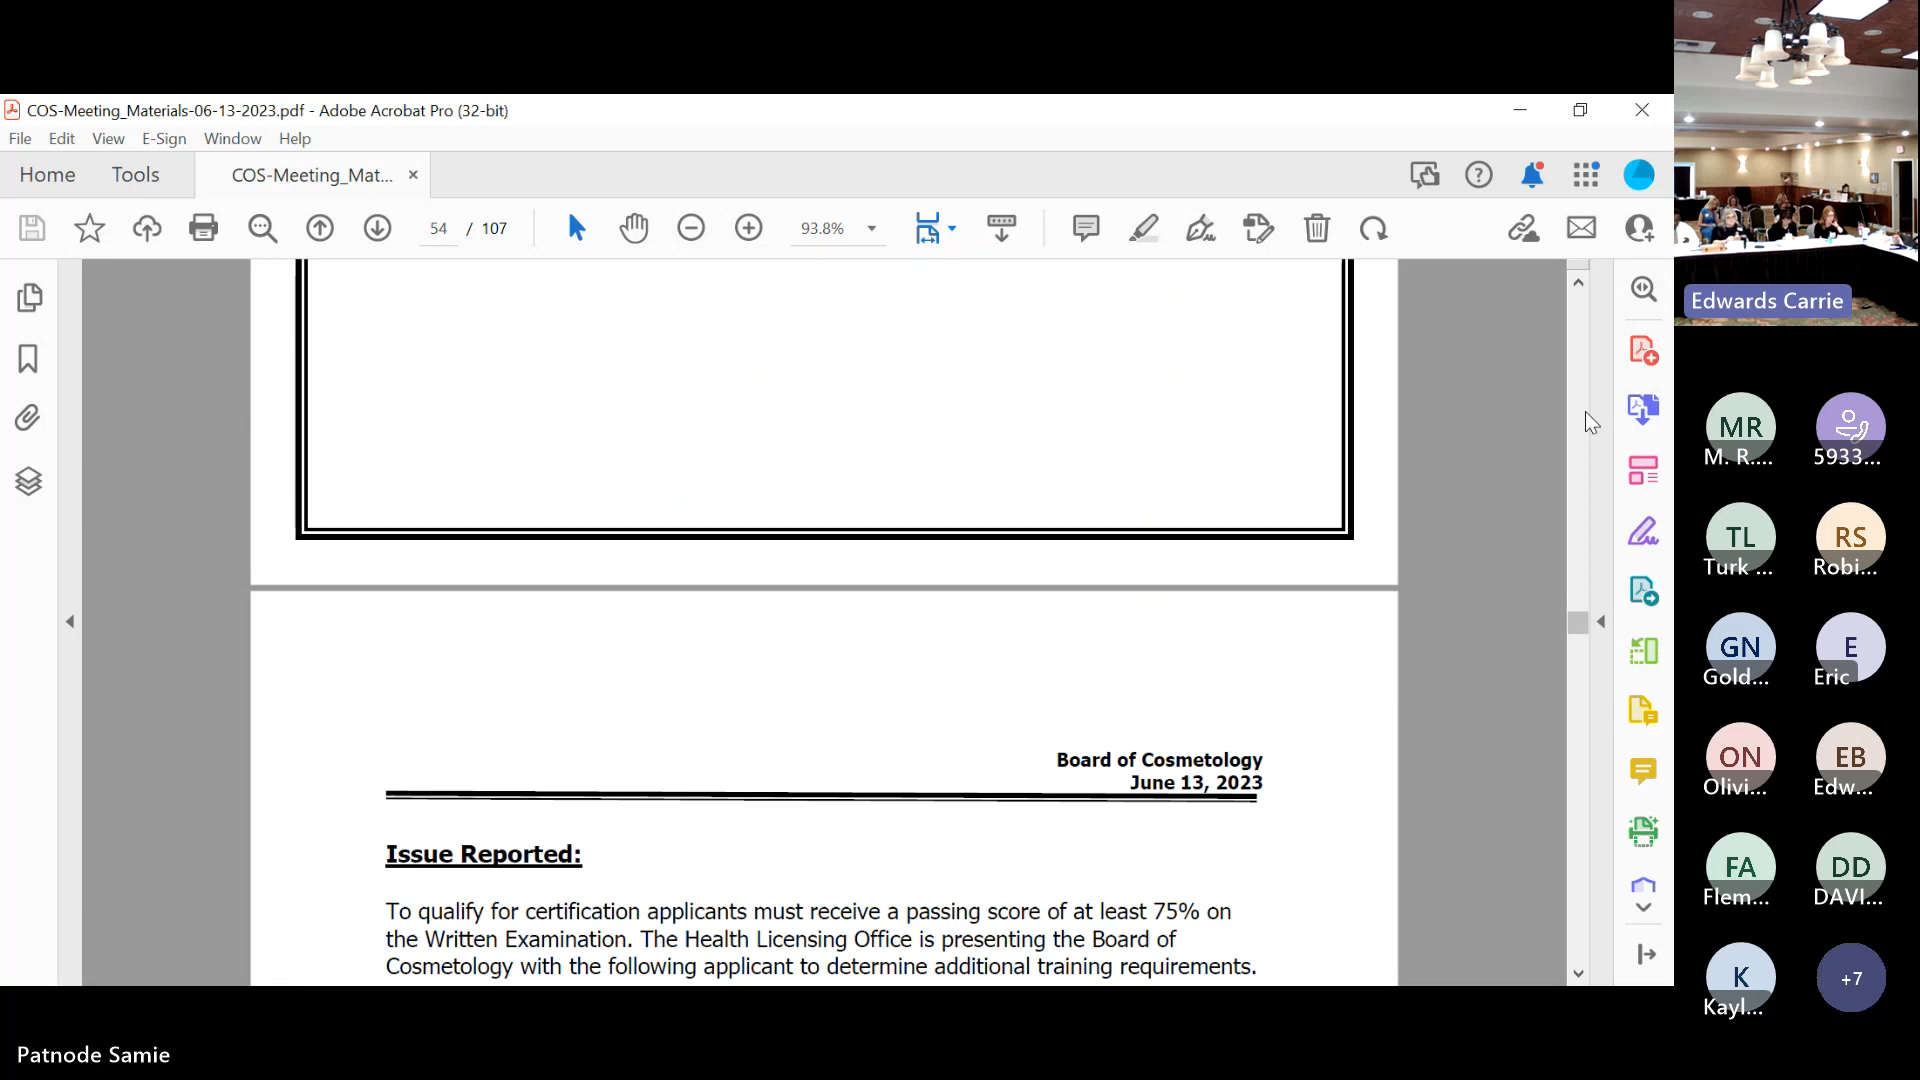 COS-Meeting_Materials-06-13-2023.pdf - Adobe Acrobat Pro (32-bit)
File Edit View E-Sign Window Help
Home Tools COS-Meeting_Mat... ×
54 / 107 93.8%
Board of Cosmetology
June 13, 2023
Issue Reported:
To qualify for certification applicants must receive a passing score of at least 75% on
the Written Examination. The Health Licensing Office is presenting the Board of
Cosmetology with the following applicant to determine additional training requirements.
Edwards Carrie
MR
M. R....
5933...
TL
Turk ...
RS
Robi...
GN
Gold...
E
Eric
ON
Olivi...
EB
Edw...
FA
Flem...
DD
DAVI...
K
Kayl...
+7
Patnode Samie